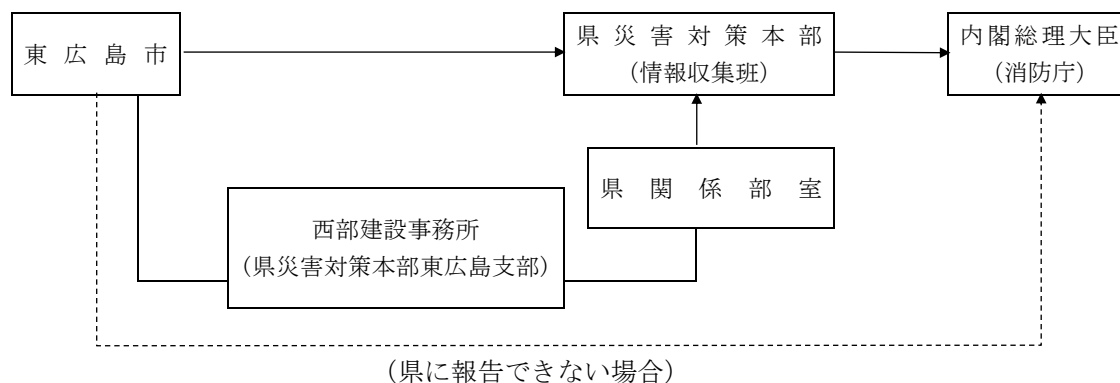 東広島市
県災害対策本部
（情報収集班）
内閣総理大臣
（消防庁）
県関係部室
西部建設事務所
（県災害対策本部東広島支部）
（県に報告できない場合）